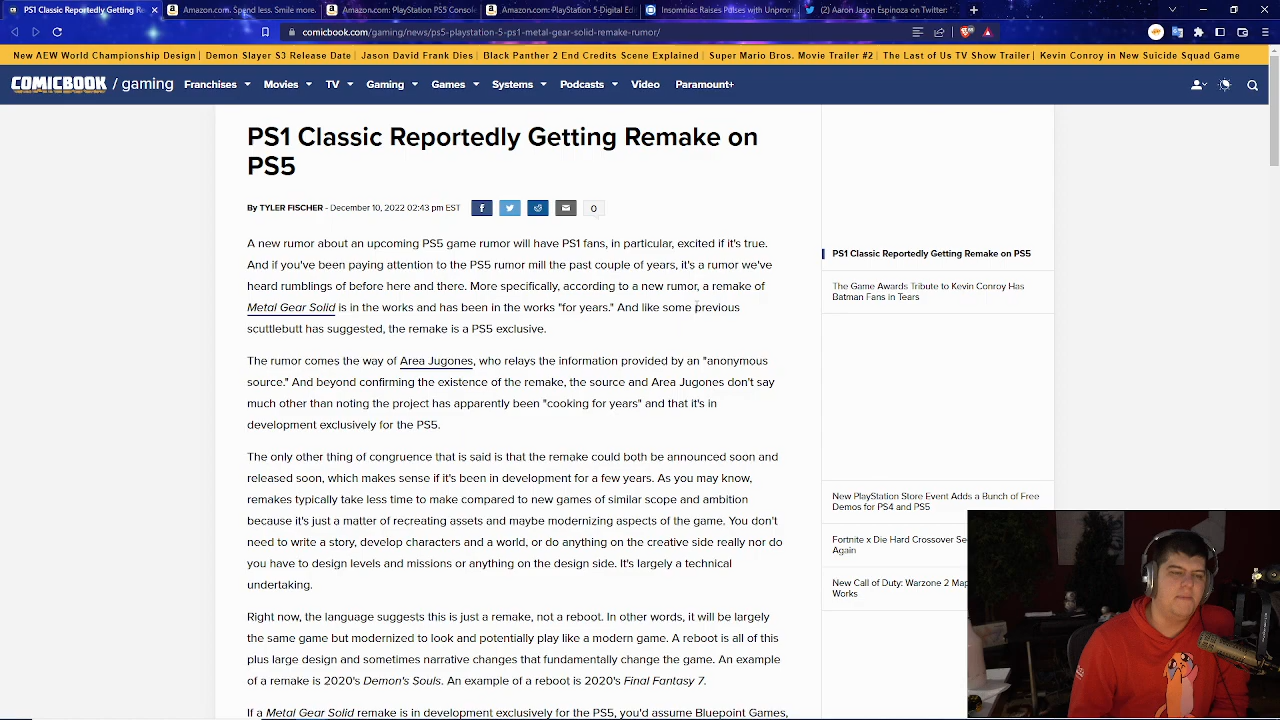 PS1 Classic Reportedly Getting Re
Amazon.com. Spend less. Smile more.
Amazon.com: PlayStation PS5 Consol
Amazon.com: PlayStation 5-Digital Ed
Insomniac Raises Pulses with Unprom
(2) Aaron Jason Espinoza on Twitter: "
comicbook.com/gaming/news/ps5-playstation-5-ps1-metal-gear-solid-remake-rumor/
New AEW World Championship Design | Demon Slayer S3 Release Date | Jason David Frank Dies | Black Panther 2 End Credits Scene Explained | Super Mario Bros. Movie Trailer #2 | The Last of Us TV Show Trailer | Kevin Conroy in New Suicide Squad Game
COMICBOOK / gaming Franchises Movies TV Gaming Games Systems Podcasts Video Paramount+
PS1 Classic Reportedly Getting Remake on
PS5
By TYLER FISCHER - December 10, 2022 02:43 pm EST
0
A new rumor about an upcoming PS5 game rumor will have PS1 fans, in particular, excited if it's true.
And if you've been paying attention to the PS5 rumor mill the past couple of years, it's a rumor we've
heard rumblings of before here and there. More specifically, according to a new rumor, a remake of
Metal Gear Solid is in the works and has been in the works "for years." And like some previous
scuttlebutt has suggested, the remake is a PS5 exclusive.
The rumor comes the way of Area Jugones, who relays the information provided by an "anonymous
source." And beyond confirming the existence of the remake, the source and Area Jugones don't say
much other than noting the project has apparently been "cooking for years" and that it's in
development exclusively for the PS5.
The only other thing of congruence that is said is that the remake could both be announced soon and
released soon, which makes sense if it's been in development for a few years. As you may know,
remakes typically take less time to make compared to new games of similar scope and ambition
because it's just a matter of recreating assets and maybe modernizing aspects of the game. You don't
need to write a story, develop characters and a world, or do anything on the creative side really nor do
you have to design levels and missions or anything on the design side. It's largely a technical
undertaking.
Right now, the language suggests this is just a remake, not a reboot. In other words, it will be largely
the same game but modernized to look and potentially play like a modern game. A reboot is all of this
plus large design and sometimes narrative changes that fundamentally change the game. An example
of a remake is 2020's Demon's Souls. An example of a reboot is 2020's Final Fantasy 7.
If a Metal Gear Solid remake is in development exclusively for the PS5, you'd assume Bluepoint Games,
PS1 Classic Reportedly Getting Remake on PS5
The Game Awards Tribute to Kevin Conroy Has
Batman Fans in Tears
New PlayStation Store Event Adds a Bunch of Free
Demos for PS4 and PS5
Fortnite x Die Hard Crossover Se
Again
New Call of Duty: Warzone 2 Map
Works